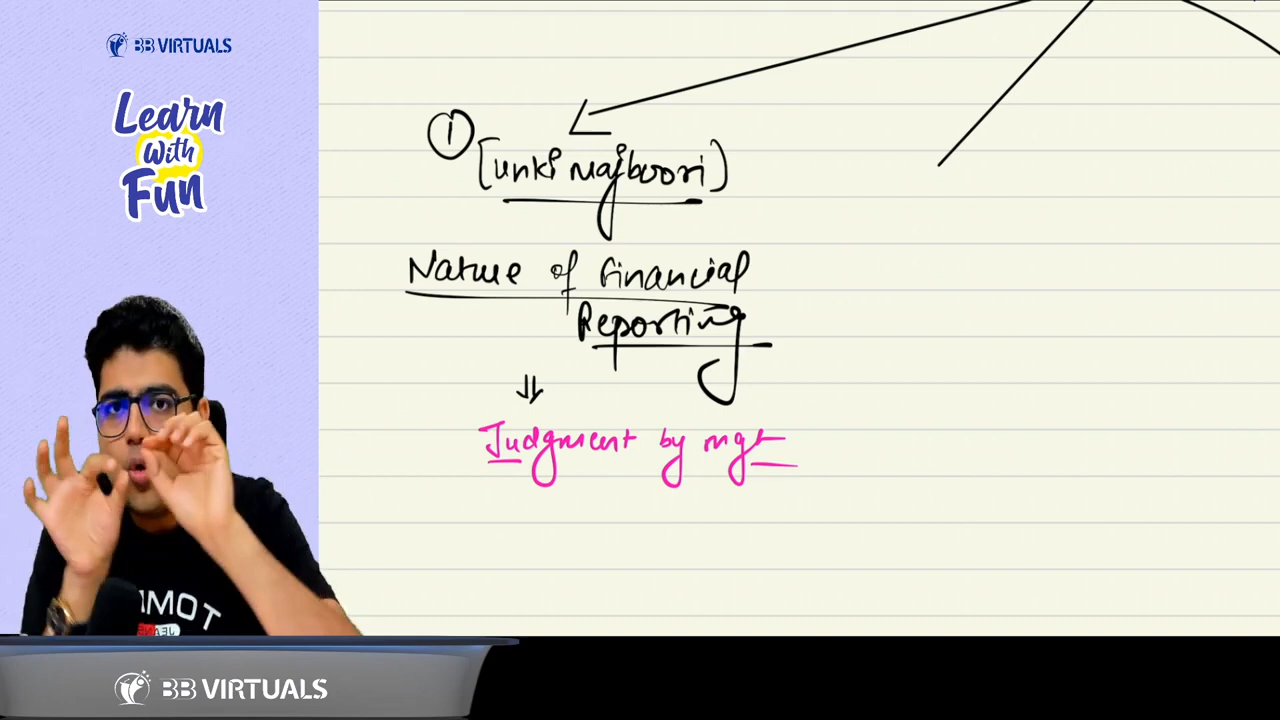 BB VIRTUALS
Learn
With
Fun
①
[unki Majboori]
Nature of Financial
Reporting
⇓
Judgment by mgt
MOT
BB VIRTUALS